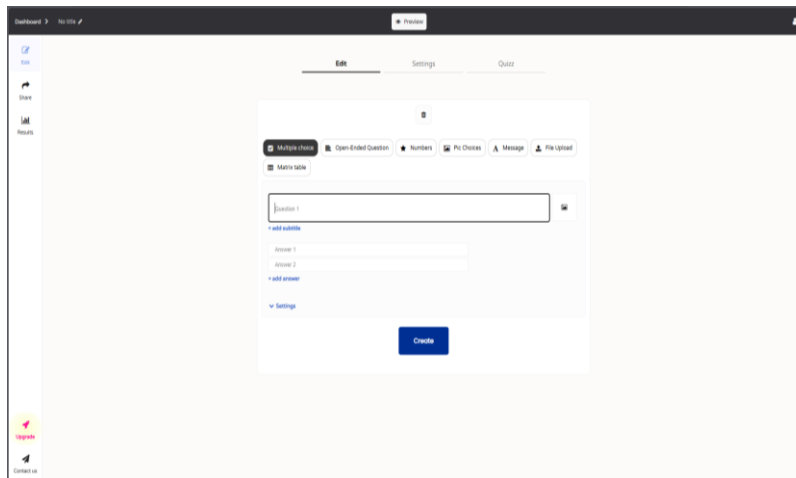 Dashboard > No title
Preview
Edit
Share
Results
Upgrade
Contact us
Edit Settings Quizz
Multiple choice Open-Ended Question Numbers Pic Choices Message File Upload
Matrix table
Question 1
+ add subtitle
Answer 1
Answer 2
+ add answer
Settings
Create